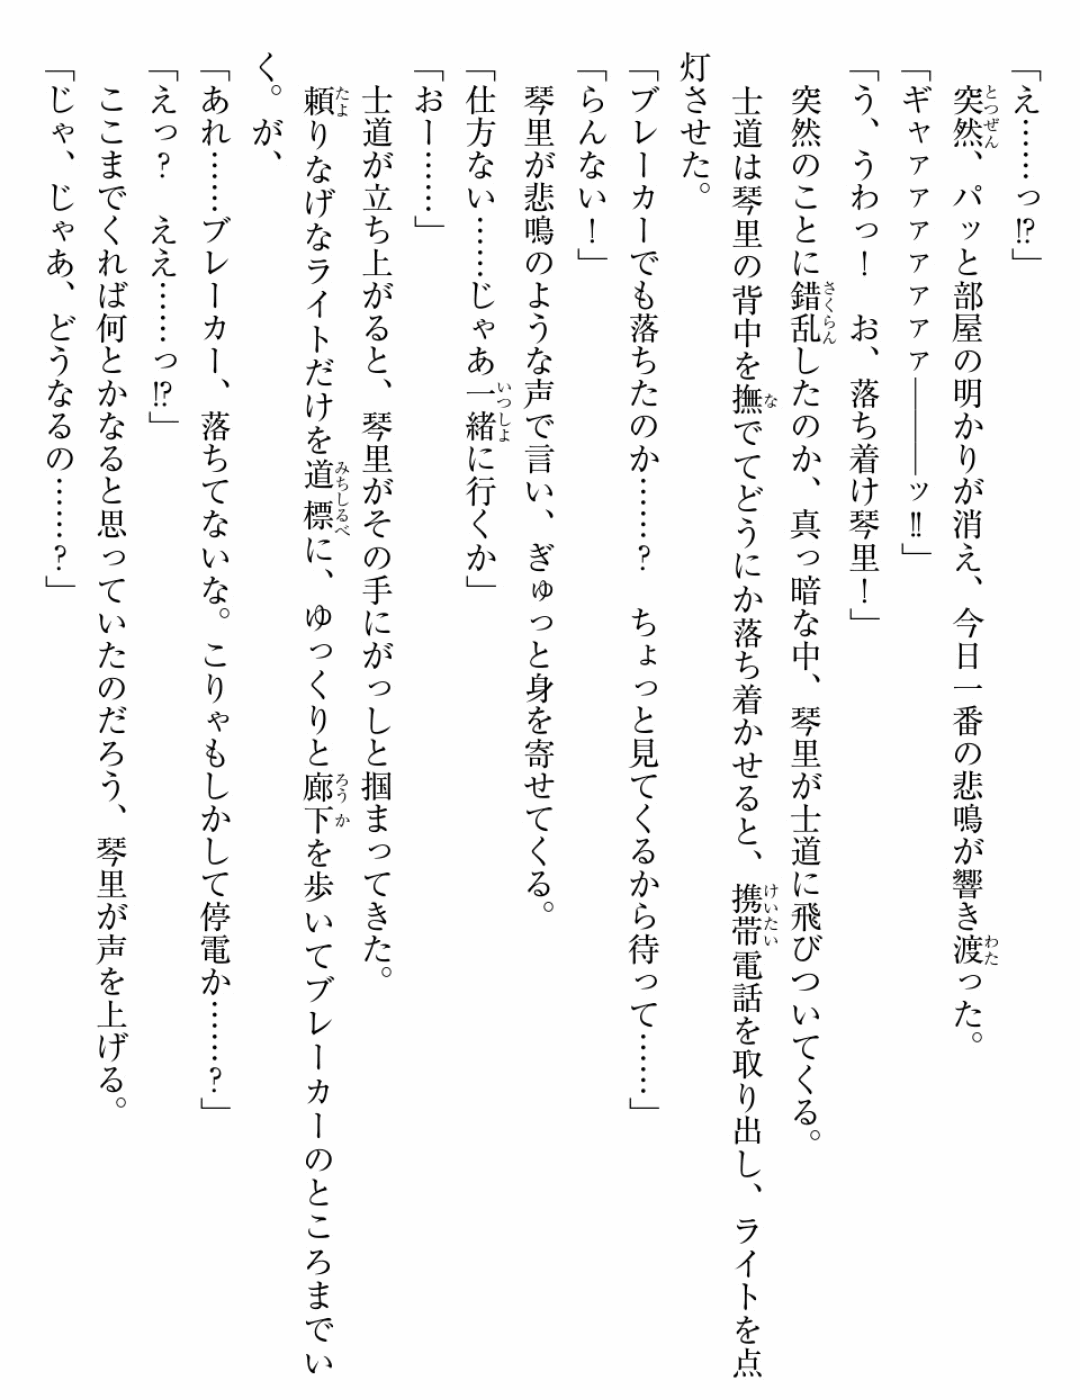 「え……っ⁉」
突然、パッと部屋の明かりが消え、今日一番の悲鳴が響き渡った。
「ギャァァァァァァ――――ッ‼」
「う、うわっ！　お、落ち着け琴里！」
突然のことに錯乱したのか、真っ暗な中、琴里が士道に飛びついてくる。
士道は琴里の背中を撫でてどうにか落ち着かせると、携帯電話を取り出し、ライトを点
灯させた。
「ブレーカーでも落ちたのか……？　ちょっと見てくるから待って……」
「らんない！」
琴里が悲鳴のような声で言い、ぎゅっと身を寄せてくる。
「仕方ない……じゃあ一緒に行くか」
「おー……」
士道が立ち上がると、琴里がその手にがっしと掴まってきた。
頼りなげなライトだけを道標に、ゆっくりと廊下を歩いてブレーカーのところまでい
く。が、
「あれ……ブレーカー、落ちてないな。こりゃもしかして停電か……？」
「えっ？　ええ……っ⁉」
ここまでくれば何とかなると思っていたのだろう、琴里が声を上げる。
「じゃ、じゃあ、どうなるの……？」